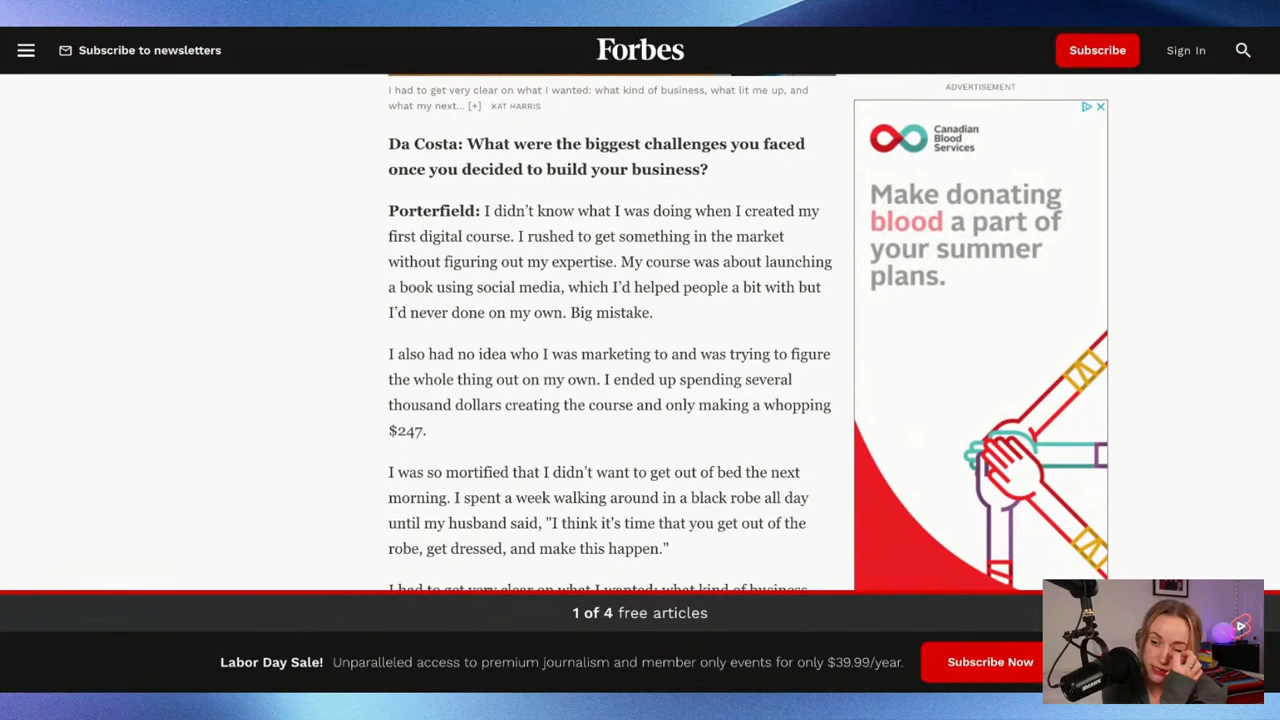 Subscribe to newsletters
Forbes
Subscribe
Sign In
I had to get very clear on what I wanted: what kind of business, what lit me up, and
what my next... [+] KAT HARRIS
Da Costa: What were the biggest challenges you faced
once you decided to build your business?
Porterfield: I didn’t know what I was doing when I created my
first digital course. I rushed to get something in the market
without figuring out my expertise. My course was about launching
a book using social media, which I’d helped people a bit with but
I’d never done on my own. Big mistake.
I also had no idea who I was marketing to and was trying to figure
the whole thing out on my own. I ended up spending several
thousand dollars creating the course and only making a whopping
$247.
I was so mortified that I didn’t want to get out of bed the next
morning. I spent a week walking around in a black robe all day
until my husband said, "I think it's time that you get out of the
robe, get dressed, and make this happen."
I had to get very clear on what I wanted: what kind of business,
ADVERTISEMENT
Canadian
Blood
Services
Make donating
blood a part of
your summer
plans.
1 of 4 free articles
Labor Day Sale! Unparalleled access to premium journalism and member only events for only $39.99/year.
Subscribe Now